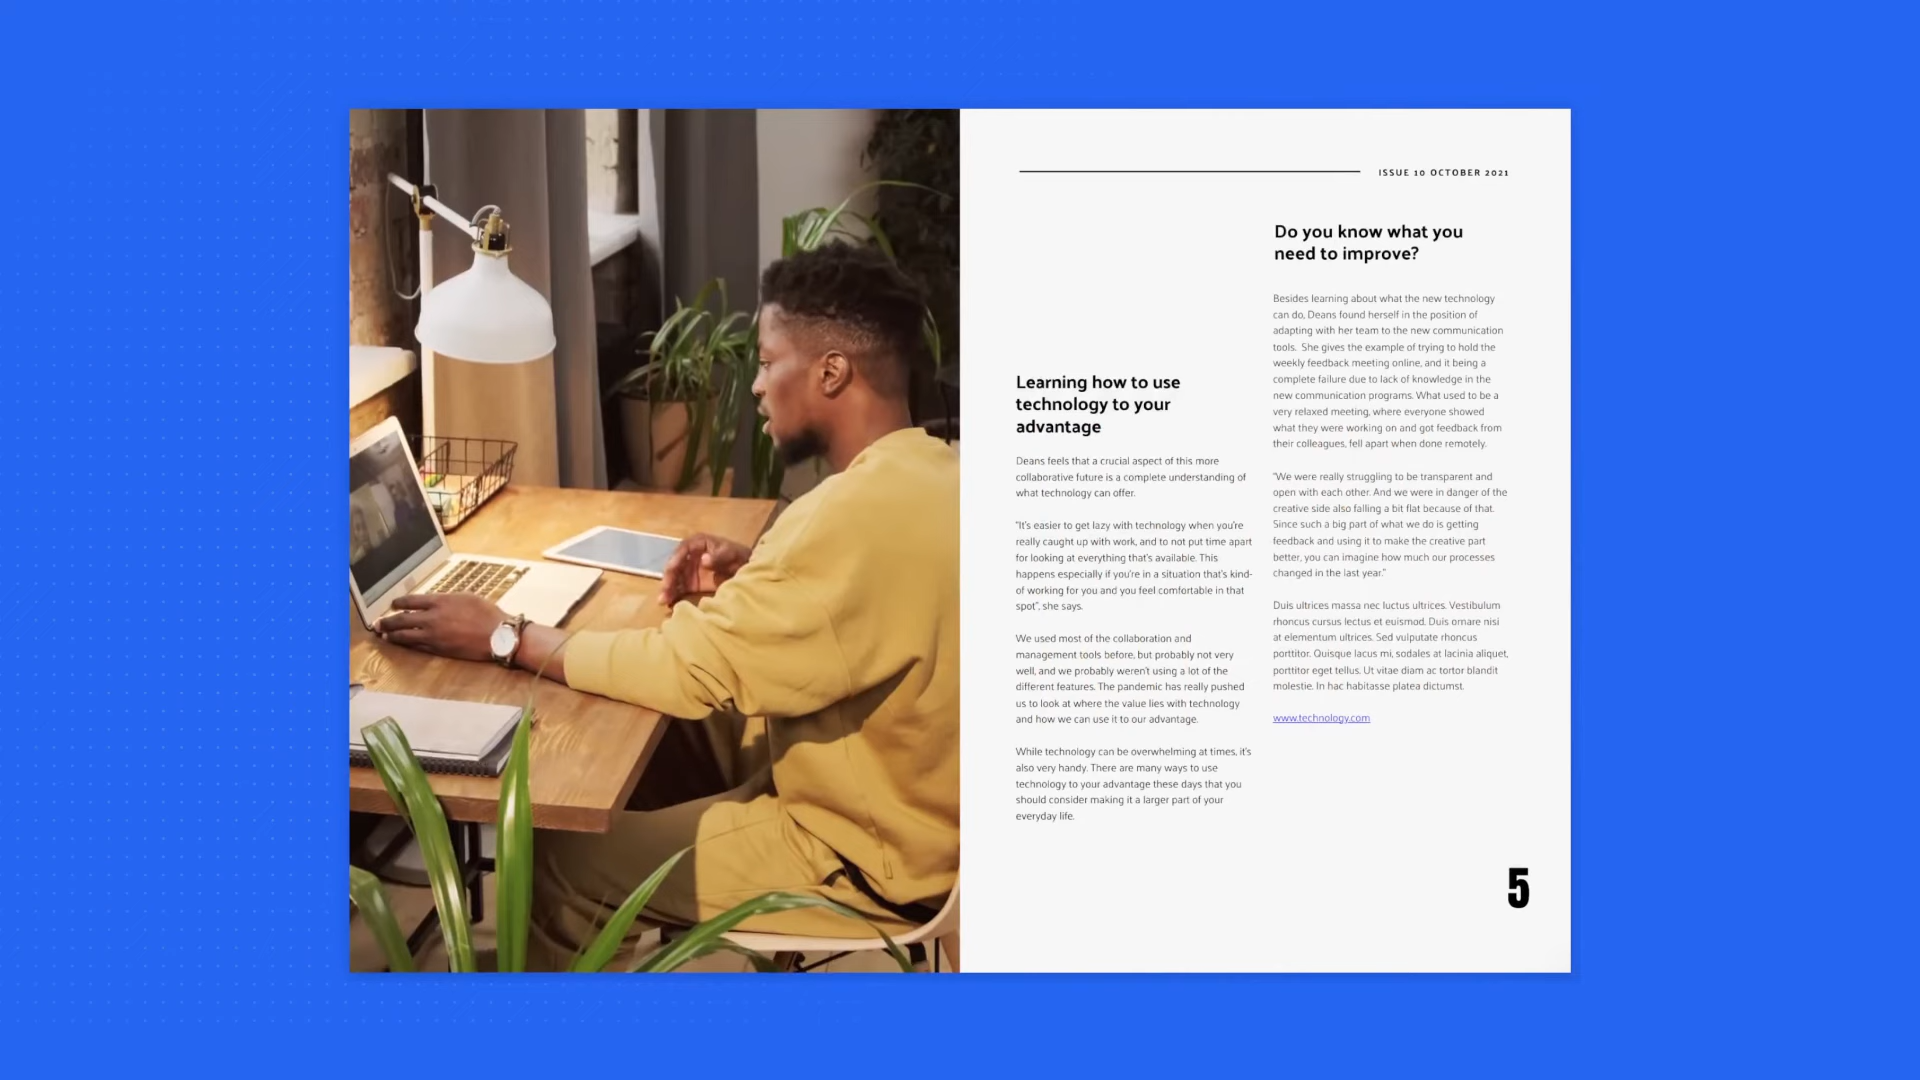 ISSUE 10 OCTOBER 2021
Learning how to use
technology to your
advantage
Deans feels that a crucial aspect of this more
collaborative future is a complete understanding of
what technology can offer.
"It's easier to get lazy with technology when you're
really caught up with work, and to not put time apart
for looking at everything that's available. This
happens especially if you're in a situation that's kind-
of working for you and you feel comfortable in that
spot", she says.
We used most of the collaboration and
management tools before, but probably not very
well, and we probably weren't using a lot of the
different features. The pandemic has really pushed
us to look at where the value lies with technology
and how we can use it to our advantage.
While technology can be overwhelming at times, it's
also very handy. There are many ways to use
technology to your advantage these days that you
should consider making it a larger part of your
everyday life.
Do you know what you
need to improve?
Besides learning about what the new technology
can do, Deans found herself in the position of
adapting with her team to the new communication
tools.  She gives the example of trying to hold the
weekly feedback meeting online, and it being a
complete failure due to lack of knowledge in the
new communication programs. What used to be a
very relaxed meeting, where everyone showed
what they were working on and got feedback from
their colleagues, fell apart when done remotely.
"We were really struggling to be transparent and
open with each other. And we were in danger of the
creative side also falling a bit flat because of that.
Since such a big part of what we do is getting
feedback and using it to make the creative part
better, you can imagine how much our processes
changed in the last year."
Duis ultrices massa nec luctus ultrices. Vestibulum
rhoncus cursus lectus et euismod. Duis ornare nisi
at elementum ultrices. Sed vulputate rhoncus
porttitor. Quisque lacus mi, sodales at lacinia aliquet,
porttitor eget tellus. Ut vitae diam ac tortor blandit
molestie. In hac habitasse platea dictumst.
www.technology.com
5